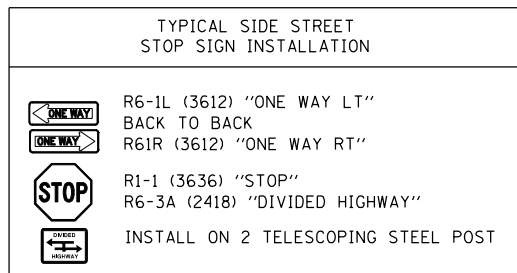 TYPICAL SIDE STREET
STOP SIGN INSTALLATION
ONE WAY
R6-1L (3612) "ONE WAY LT"
BACK TO BACK
ONE WAY
R61R (3612) "ONE WAY RT"
STOP
R1-1 (3636) "STOP"
R6-3A (2418) "DIVIDED HIGHWAY"
DIVIDED
HIGHWAY
INSTALL ON 2 TELESCOPING STEEL POST